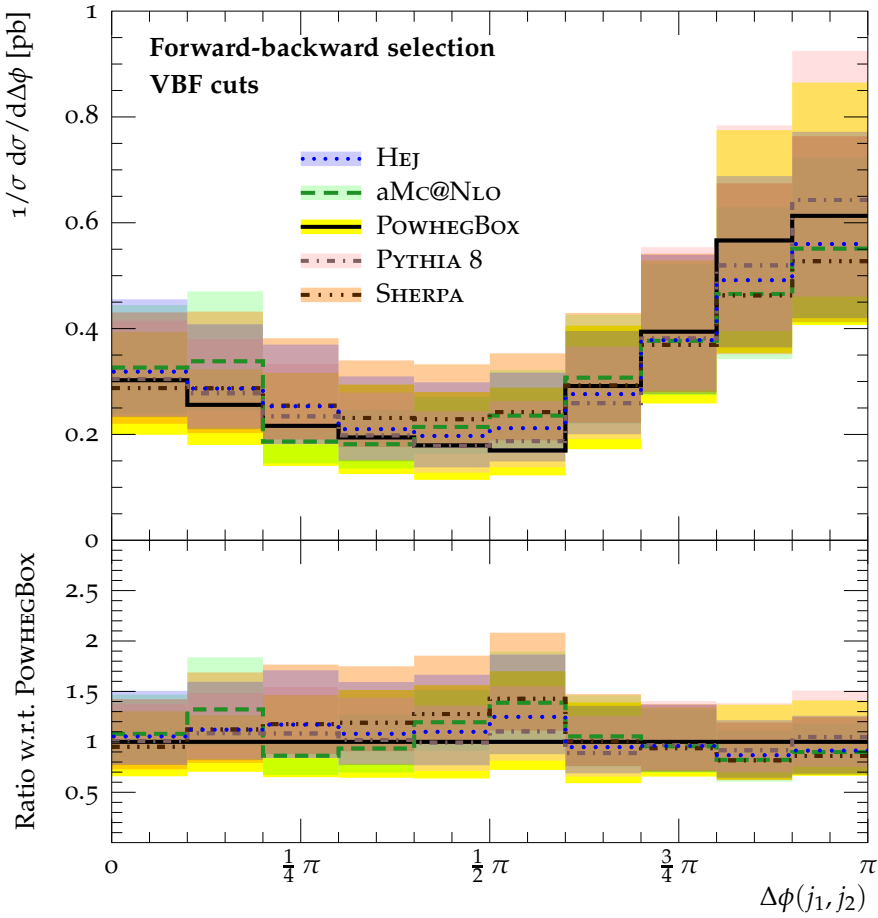 1/σ dσ/dΔϕ [pb]
1
0.8
0.6
0.4
0.2
0
Forward-backward selection
VBF cuts
HEJ
aMC@NLO
POWHEGBOX
PYTHIA 8
SHERPA
Ratio w.r.t. POWHEGBOX
2.5
2
1.5
1
0.5
0
1/4 π
1/2 π
3/4 π
π
Δϕ(j₁, j₂)